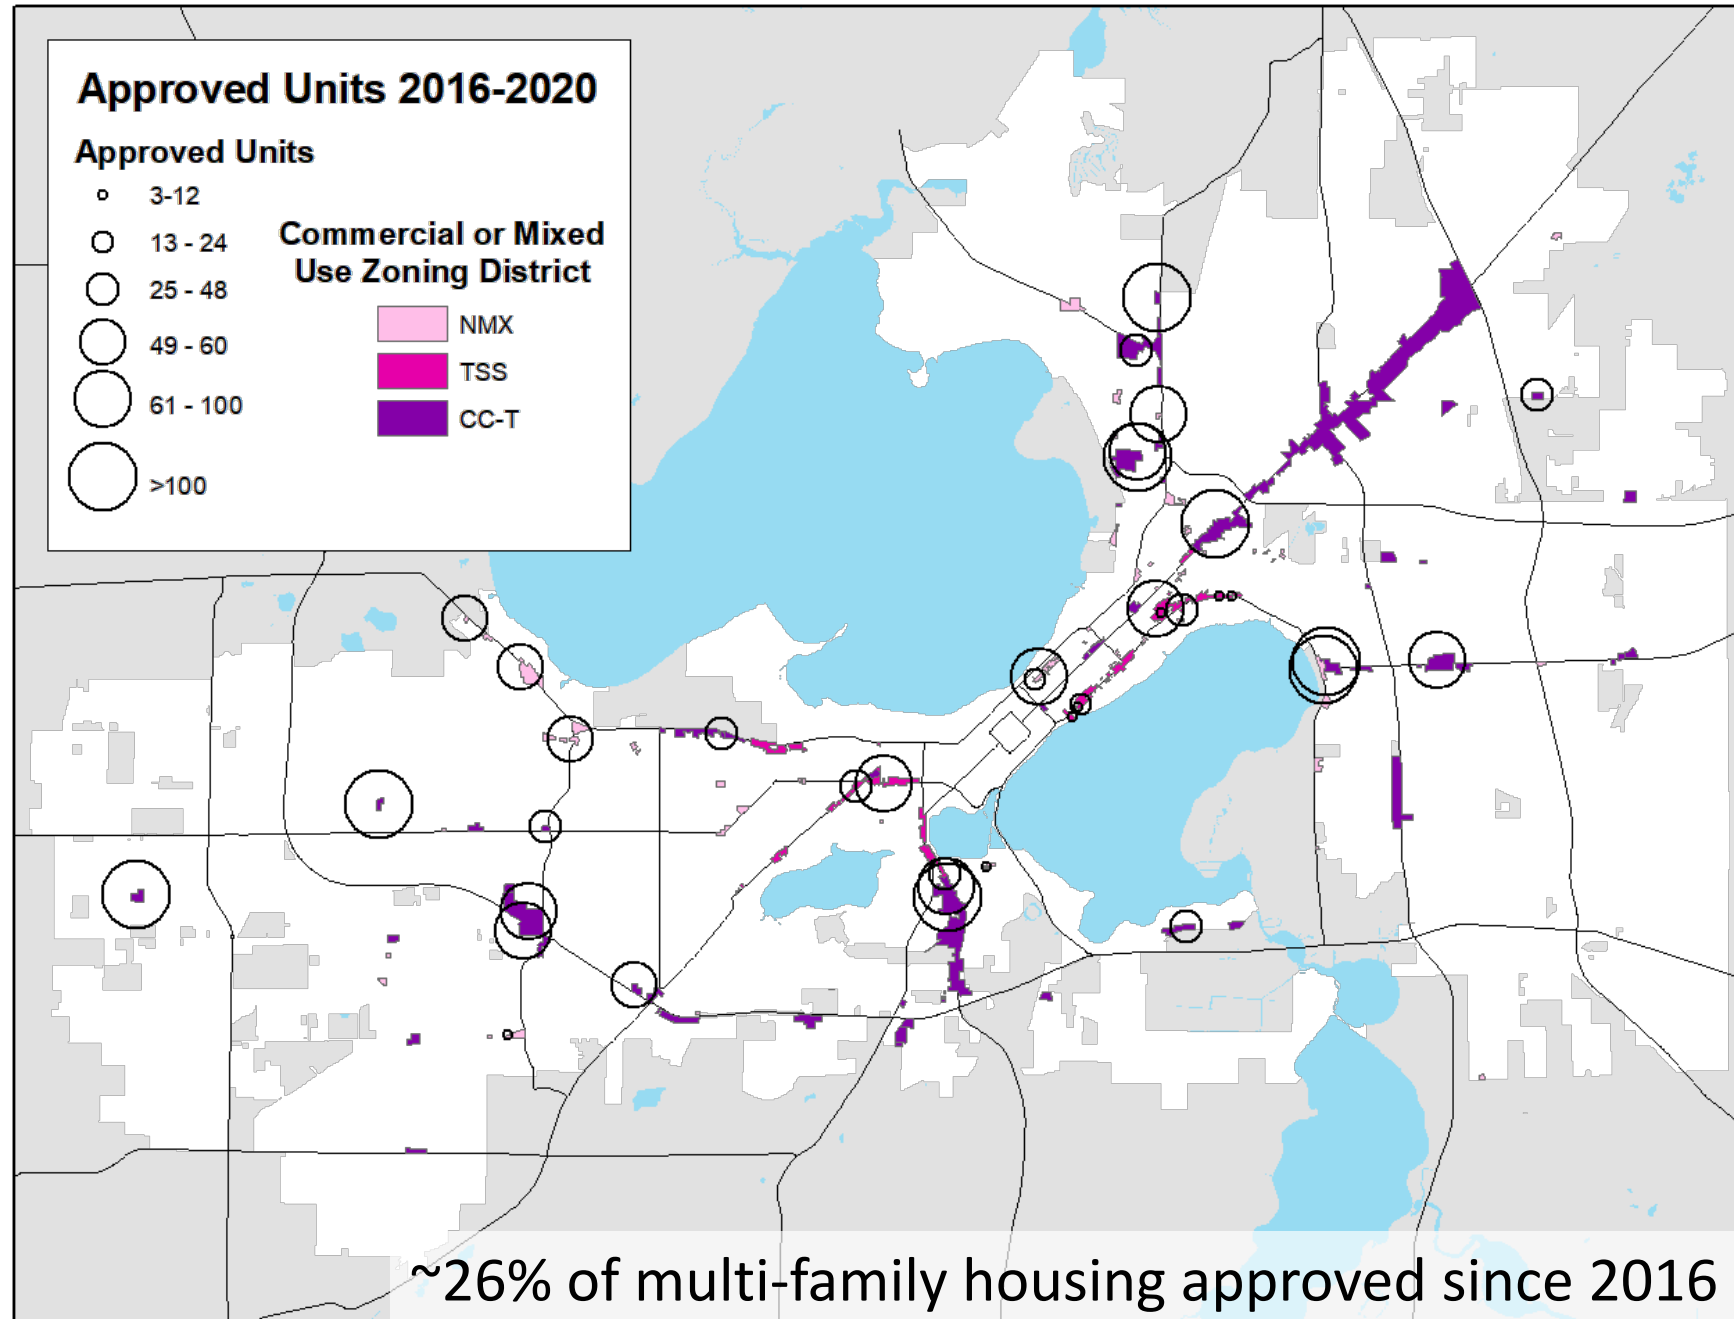 Approved Units 2016-2020
Approved Units
3-12
13 - 24
25 - 48
49 - 60
61 - 100
>100
Commercial or Mixed
Use Zoning District
NMX
TSS
CC-T
~26% of multi-family housing approved since 2016